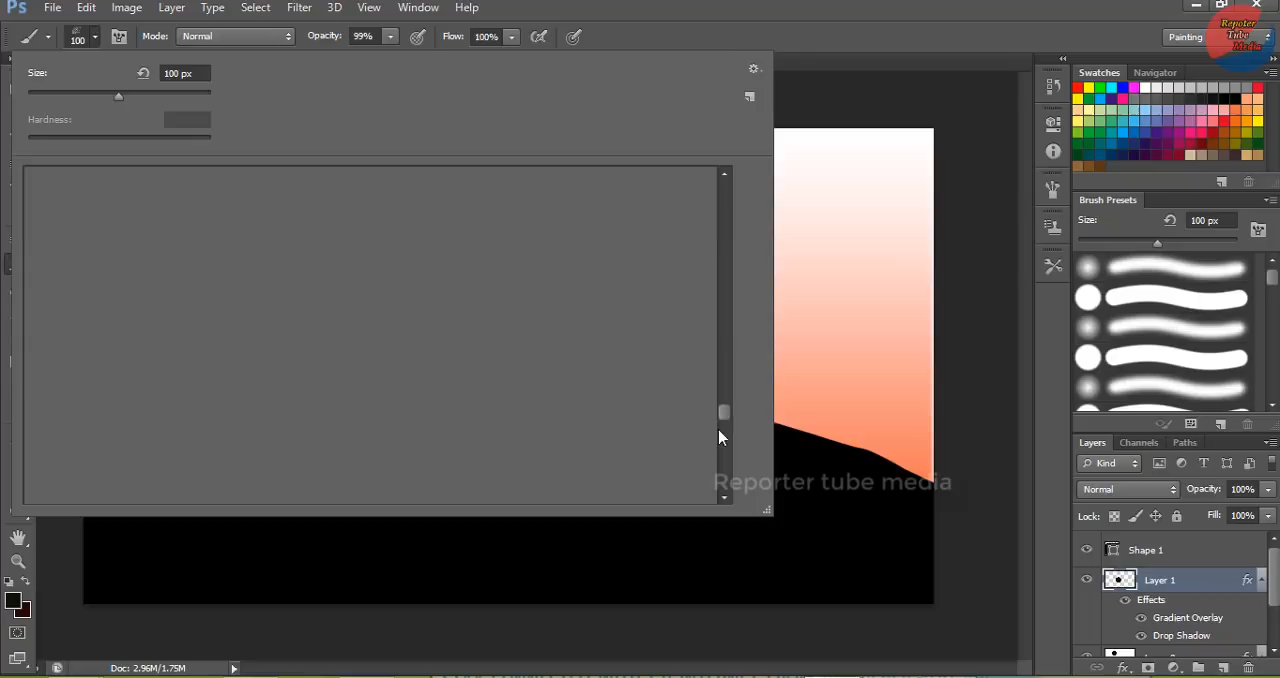 Ps File Edit Image Layer Type Select Filter 3D View Window Help
100 Mode: Normal Opacity: 99% Flow: 100% Painting
Repoter
Tube
Media
Size: 100 px
Hardness:
Swatches Navigator
Brush Presets
Size: 100 px
Reporter tube media
Layers Channels Paths
Kind
Normal Opacity: 100%
Lock: Fill: 100%
Shape 1
Layer 1 fx
Effects
Gradient Overlay
Drop Shadow
Doc: 2.96M/1.75M